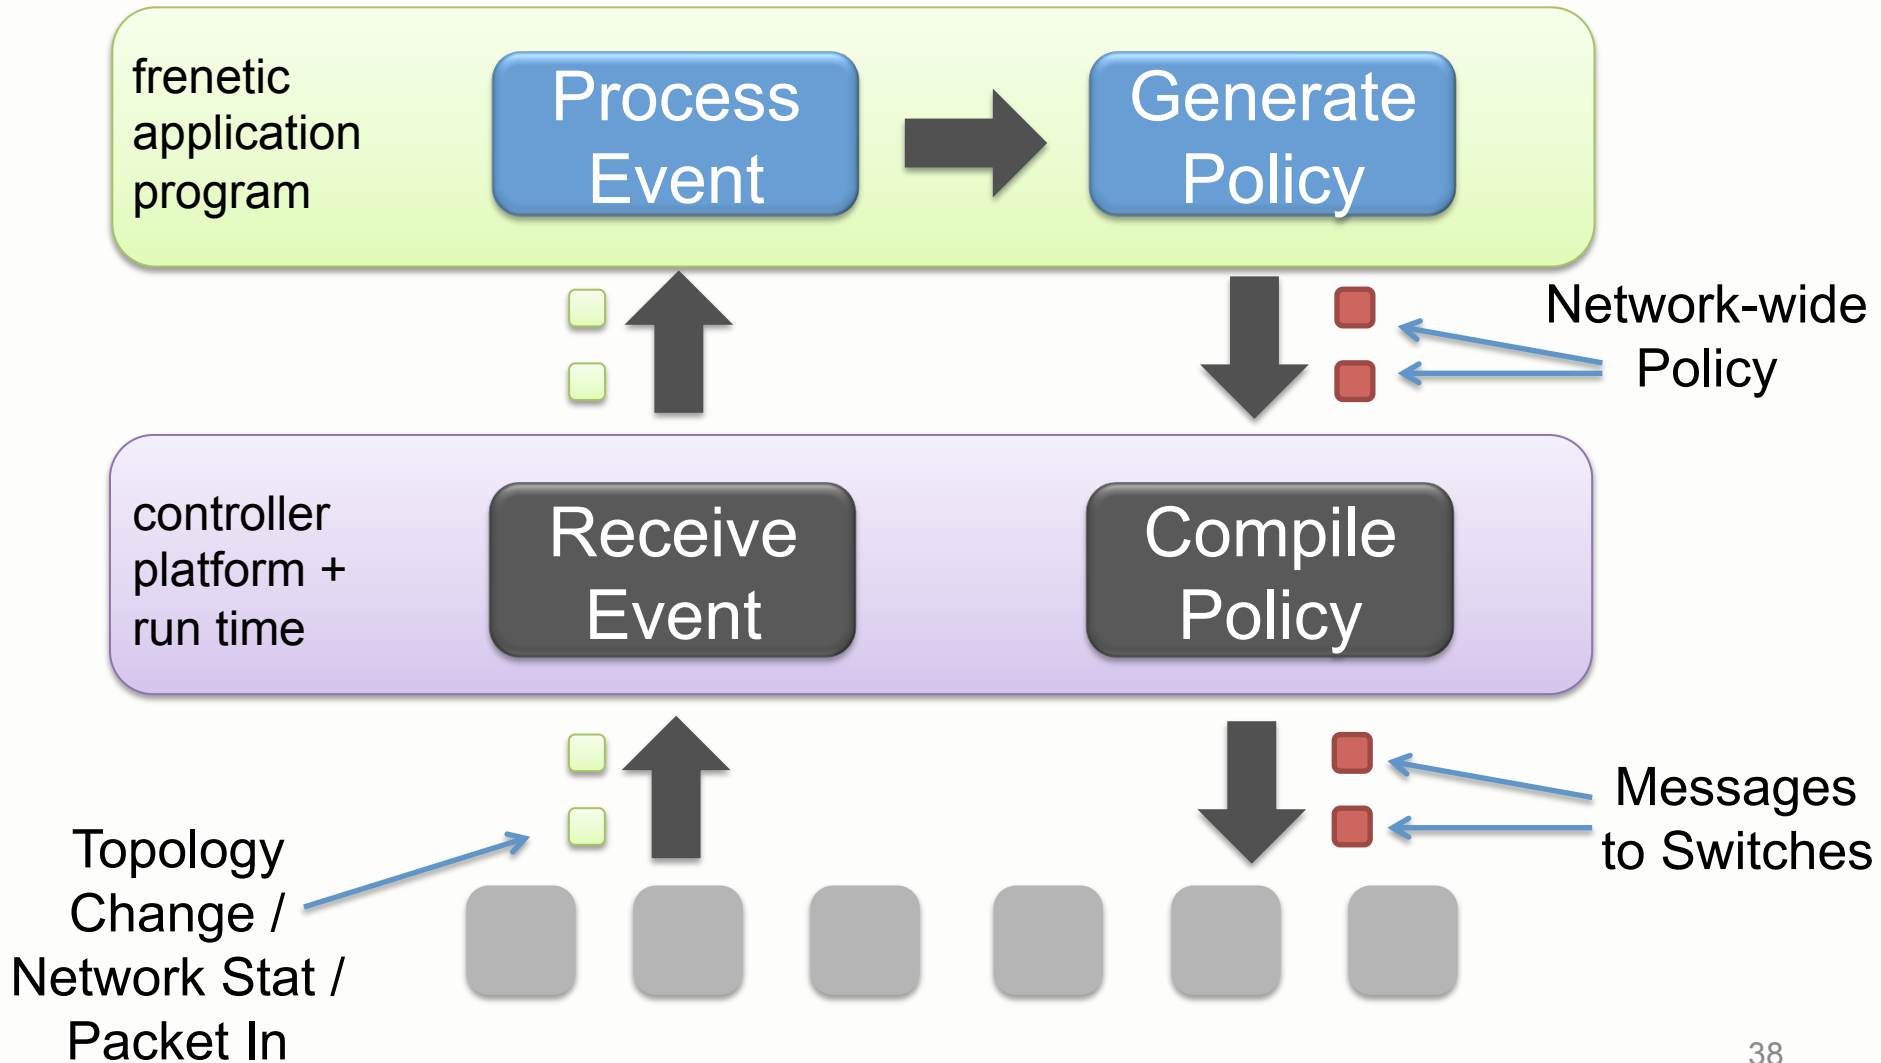 frenetic
application
program
Process
Event
Generate
Policy
Network-wide
Policy
controller
platform +
run time
Receive
Event
Compile
Policy
Messages
to Switches
Topology
Change /
Network Stat /
Packet In
38